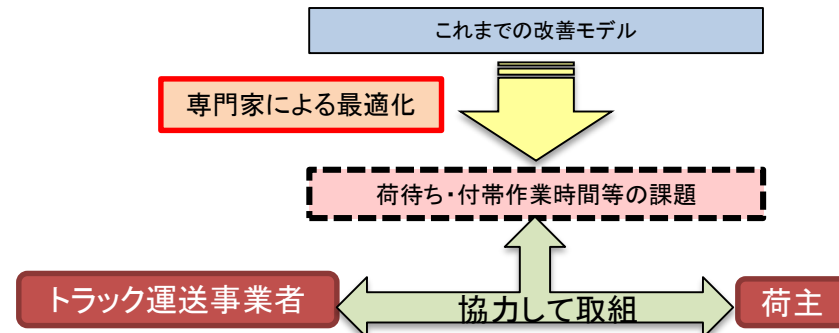 これまでの改善モデル
専門家による最適化
荷待ち・付帯作業時間等の課題
トラック運送事業者
協力して取組
荷主